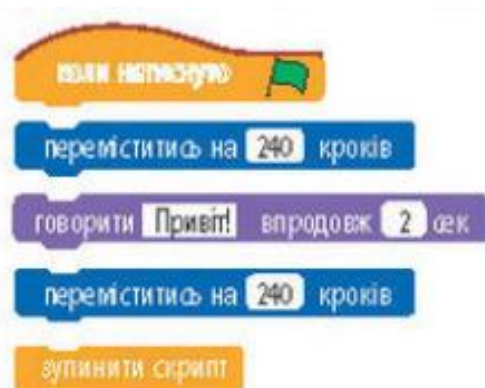 коли натиснуто
переміститись на 240 кроків
говорити Привіт! впродовж 2 сек
переміститись на 240 кроків
зупинити скрипт